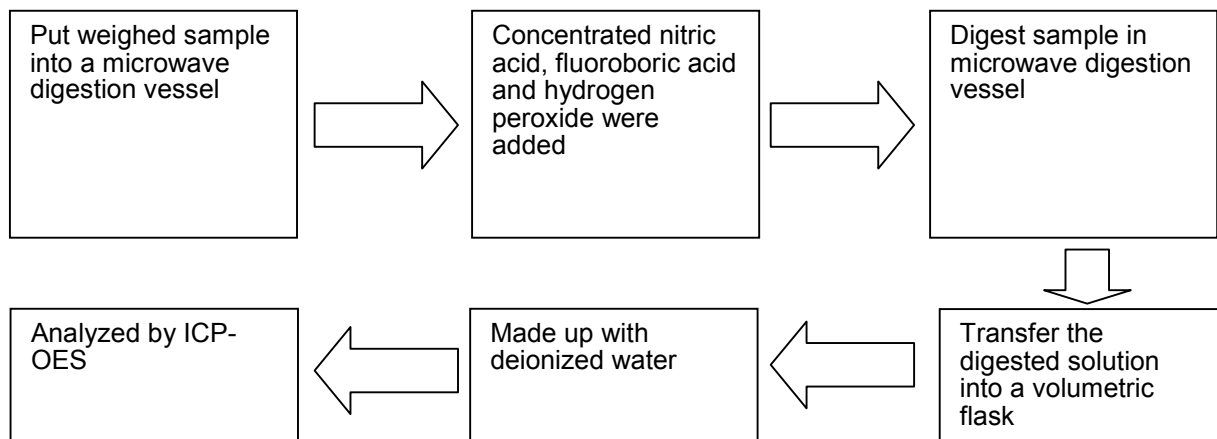 Put weighed sample
into a microwave
digestion vessel
Concentrated nitric
acid, fluoroboric acid
and hydrogen
peroxide were
added
Digest sample in
microwave digestion
vessel
Transfer the
digested solution
into a volumetric
flask
Made up with
deionized water
Analyzed by ICP-
OES